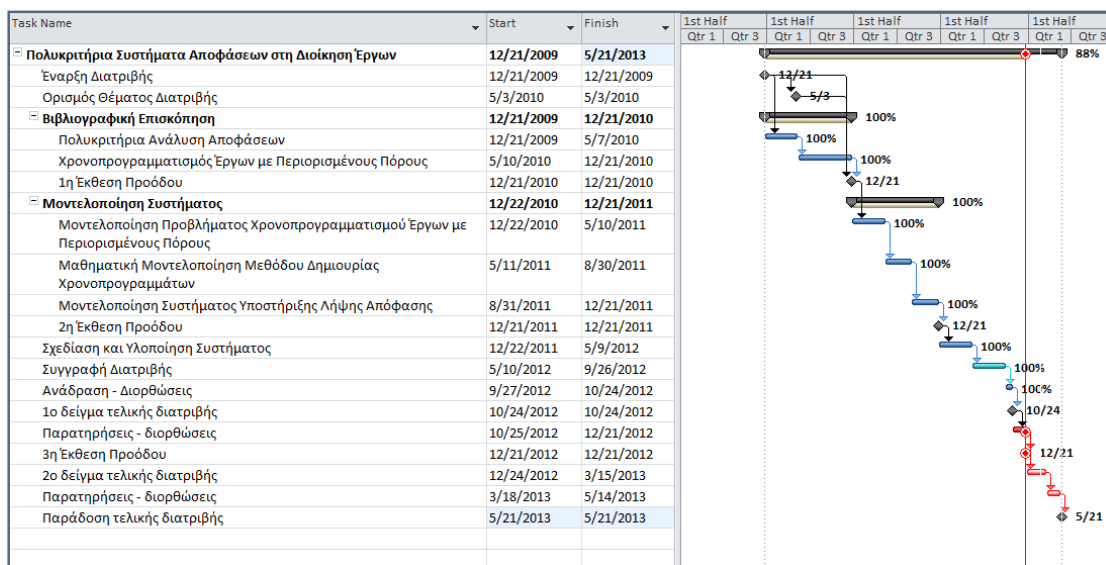 Task Name Start Finish 1st Half 1st Half 1st Half 1st Half 1st Half
Qtr 1 Qtr 3 Qtr 1 Qtr 3 Qtr 1 Qtr 3 Qtr 1 Qtr 3 Qtr 1 Qtr 3
Πολυκριτήρια Συστήματα Αποφάσεων στη Διοίκηση Έργων 12/21/2009 5/21/2013 88%
Έναρξη Διατριβής 12/21/2009 12/21/2009 12/21
Ορισμός Θέματος Διατριβής 5/3/2010 5/3/2010 5/3
Βιβλιογραφική Επισκόπηση 12/21/2009 12/21/2010 100%
Πολυκριτήρια Ανάλυση Αποφάσεων 12/21/2009 5/7/2010 100%
Χρονοπρογραμματισμός Έργων με Περιορισμένους Πόρους 5/10/2010 12/21/2010 100%
1η Έκθεση Προόδου 12/21/2010 12/21/2010 12/21
Μοντελοποίηση Συστήματος 12/22/2010 12/21/2011 100%
Μοντελοποίηση Προβλήματος Χρονοπρογραμματισμού Έργων με 12/22/2010 5/10/2011 100%
Περιορισμένους Πόρους
Μαθηματική Μοντελοποίηση Μεθόδου Δημιουρίας 5/11/2011 8/30/2011 100%
Χρονοπρογραμμάτων
Μοντελοποίηση Συστήματος Υποστήριξης Λήψης Απόφασης 8/31/2011 12/21/2011 100%
2η Έκθεση Προόδου 12/21/2011 12/21/2011 12/21
Σχεδίαση και Υλοποίηση Συστήματος 12/22/2011 5/9/2012 100%
Συγγραφή Διατριβής 5/10/2012 9/26/2012 100%
Ανάδραση - Διορθώσεις 9/27/2012 10/24/2012 100%
1ο δείγμα τελικής διατριβής 10/24/2012 10/24/2012 10/24
Παρατηρήσεις - διορθώσεις 10/25/2012 12/21/2012
3η Έκθεση Προόδου 12/21/2012 12/21/2012 12/21
2ο δείγμα τελικής διατριβής 12/24/2012 3/15/2013
Παρατηρήσεις - διορθώσεις 3/18/2013 5/14/2013
Παράδοση τελικής διατριβής 5/21/2013 5/21/2013 5/21